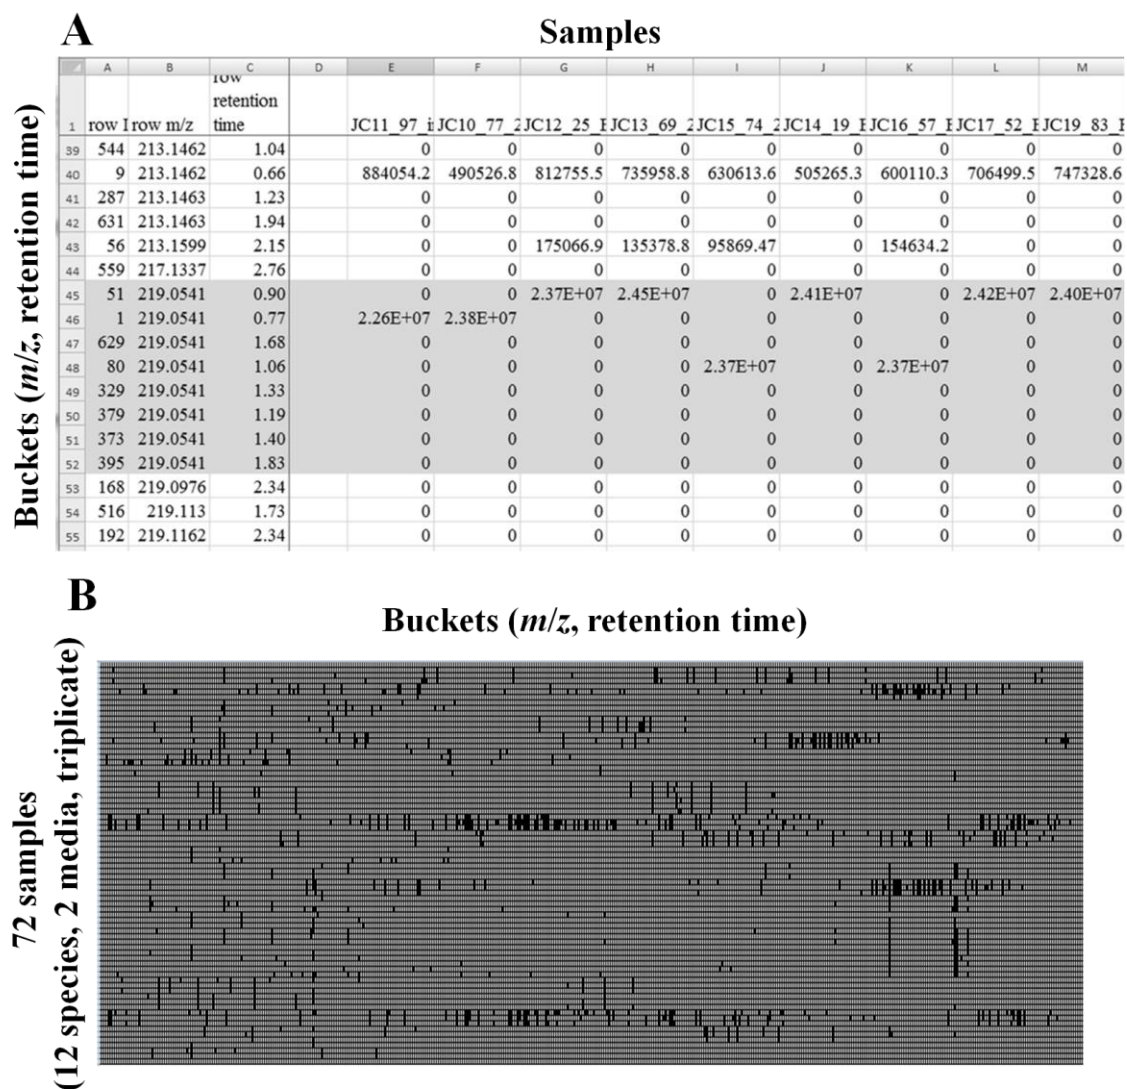 A
Samples
Buckets (m/z, retention time)
A B C D E F G H I J K L M
row
retention
1 row I row m/z time JC11_97_i JC10_77_2 JC12_25_F JC13_69_2 JC15_74_2 JC14_19_F JC16_57_F JC17_52_F JC19_83_F
39 544 213.1462 1.04 0 0 0 0 0 0 0 0 0
40 9 213.1462 0.66 884054.2 490526.8 812755.5 735958.8 630613.6 505265.3 600110.3 706499.5 747328.6
41 287 213.1463 1.23 0 0 0 0 0 0 0 0 0
42 631 213.1463 1.94 0 0 0 0 0 0 0 0 0
43 56 213.1599 2.15 0 0 175066.9 135378.8 95869.47 0 154634.2 0 0
44 559 217.1337 2.76 0 0 0 0 0 0 0 0 0
45 51 219.0541 0.90 0 0 2.37E+07 2.45E+07 0 2.41E+07 0 2.42E+07 2.40E+07
46 1 219.0541 0.77 2.26E+07 2.38E+07 0 0 0 0 0 0 0
47 629 219.0541 1.68 0 0 0 0 0 0 0 0 0
48 80 219.0541 1.06 0 0 0 0 2.37E+07 0 2.37E+07 0 0
49 329 219.0541 1.33 0 0 0 0 0 0 0 0 0
50 379 219.0541 1.19 0 0 0 0 0 0 0 0 0
51 373 219.0541 1.40 0 0 0 0 0 0 0 0 0
52 395 219.0541 1.83 0 0 0 0 0 0 0 0 0
53 168 219.0976 2.34 0 0 0 0 0 0 0 0 0
54 516 219.113 1.73 0 0 0 0 0 0 0 0 0
55 192 219.1162 2.34 0 0 0 0 0 0 0 0 0
B
Buckets (m/z, retention time)
72 samples
(12 species, 2 media, triplicate)